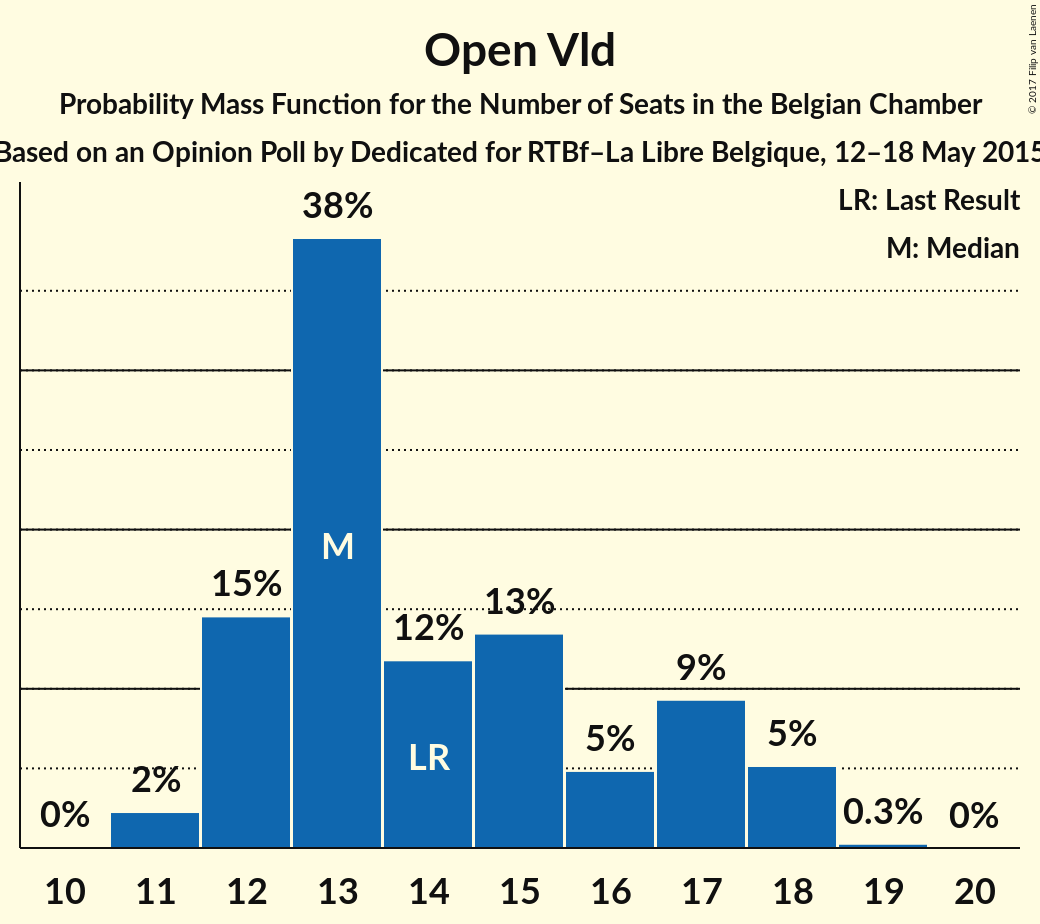 Open Vld
Probability Mass Function for the Number of Seats in the Belgian Chamber
Based on an Opinion Poll by Dedicated for RTBf–La Libre Belgique, 12–18 May 2015
© 2017 Filip van Laenen
LR: Last Result
M: Median
38%
15%
13%
12%
9%
5%
5%
2%
0%
0.3%
0%
M
LR
10 11 12 13 14 15 16 17 18 19 20